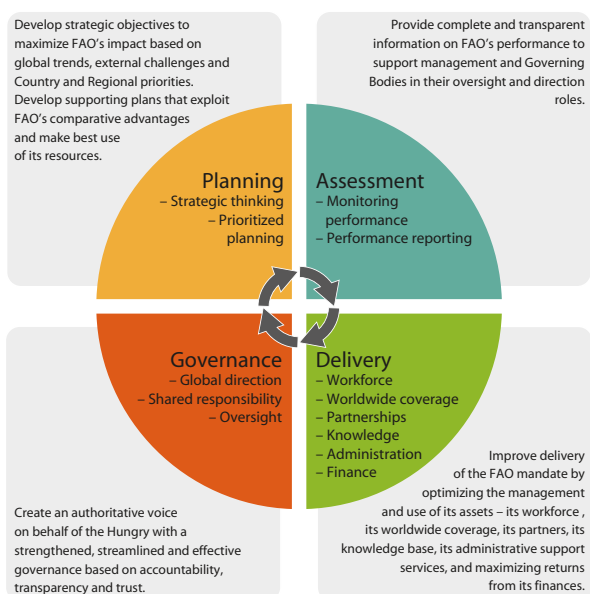 Develop strategic objectives to
maximize FAO's impact based on
global trends, external challenges and
Country and Regional priorities.
Develop supporting plans that exploit
FAO's comparative advantages
and make best use
of its resources.
Provide complete and transparent
information on FAO's performance to
support management and Governing
Bodies in their oversight and direction
roles.
Planning
– Strategic thinking
– Prioritized
planning
Assessment
– Monitoring
performance
– Performance reporting
Governance
– Global direction
– Shared responsibility
– Oversight
Delivery
– Workforce
– Worldwide coverage
– Partnerships
– Knowledge
– Administration
– Finance
Create an authoritative voice
on behalf of the Hungry with a
strengthened, streamlined and effective
governance based on accountability,
transparency and trust.
Improve delivery
of the FAO mandate by
optimizing the management
and use of its assets – its workforce ,
its worldwide coverage, its partners, its
knowledge base, its administrative support
services, and maximizing returns
from its finances.